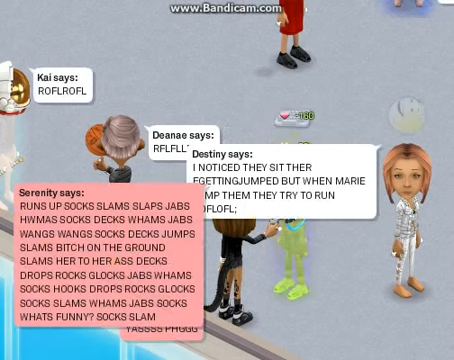 www.Bandicam.com
Kai says:
ROFLROFL
+180
Deanae says:
RFLFLL
Destiny says:
I NOTICED THEY SIT THER
EGETTINGJUMPED BUT WHEN MARIE
MP THEM THEY TRY TO RUN
OFLOFL;
Serenity says:
RUNS UP SOCKS SLAMS SLAPS JABS
HWMAS SOCKS DECKS WHAMS JABS
WANGS WANGS SOCKS DECKS JUMPS
SLAMS BITCH ON THE GROUND
SLAMS HER TO HER ASS DECKS
DROPS ROCKS GLOCKS JABS WHAMS
SOCKS HOOKS DROPS ROCKS GLOCKS
SOCKS SLAMS WHAMS JABS SOCKS
WHATS FUNNY? SOCKS SLAM
YASSSS PHGGG